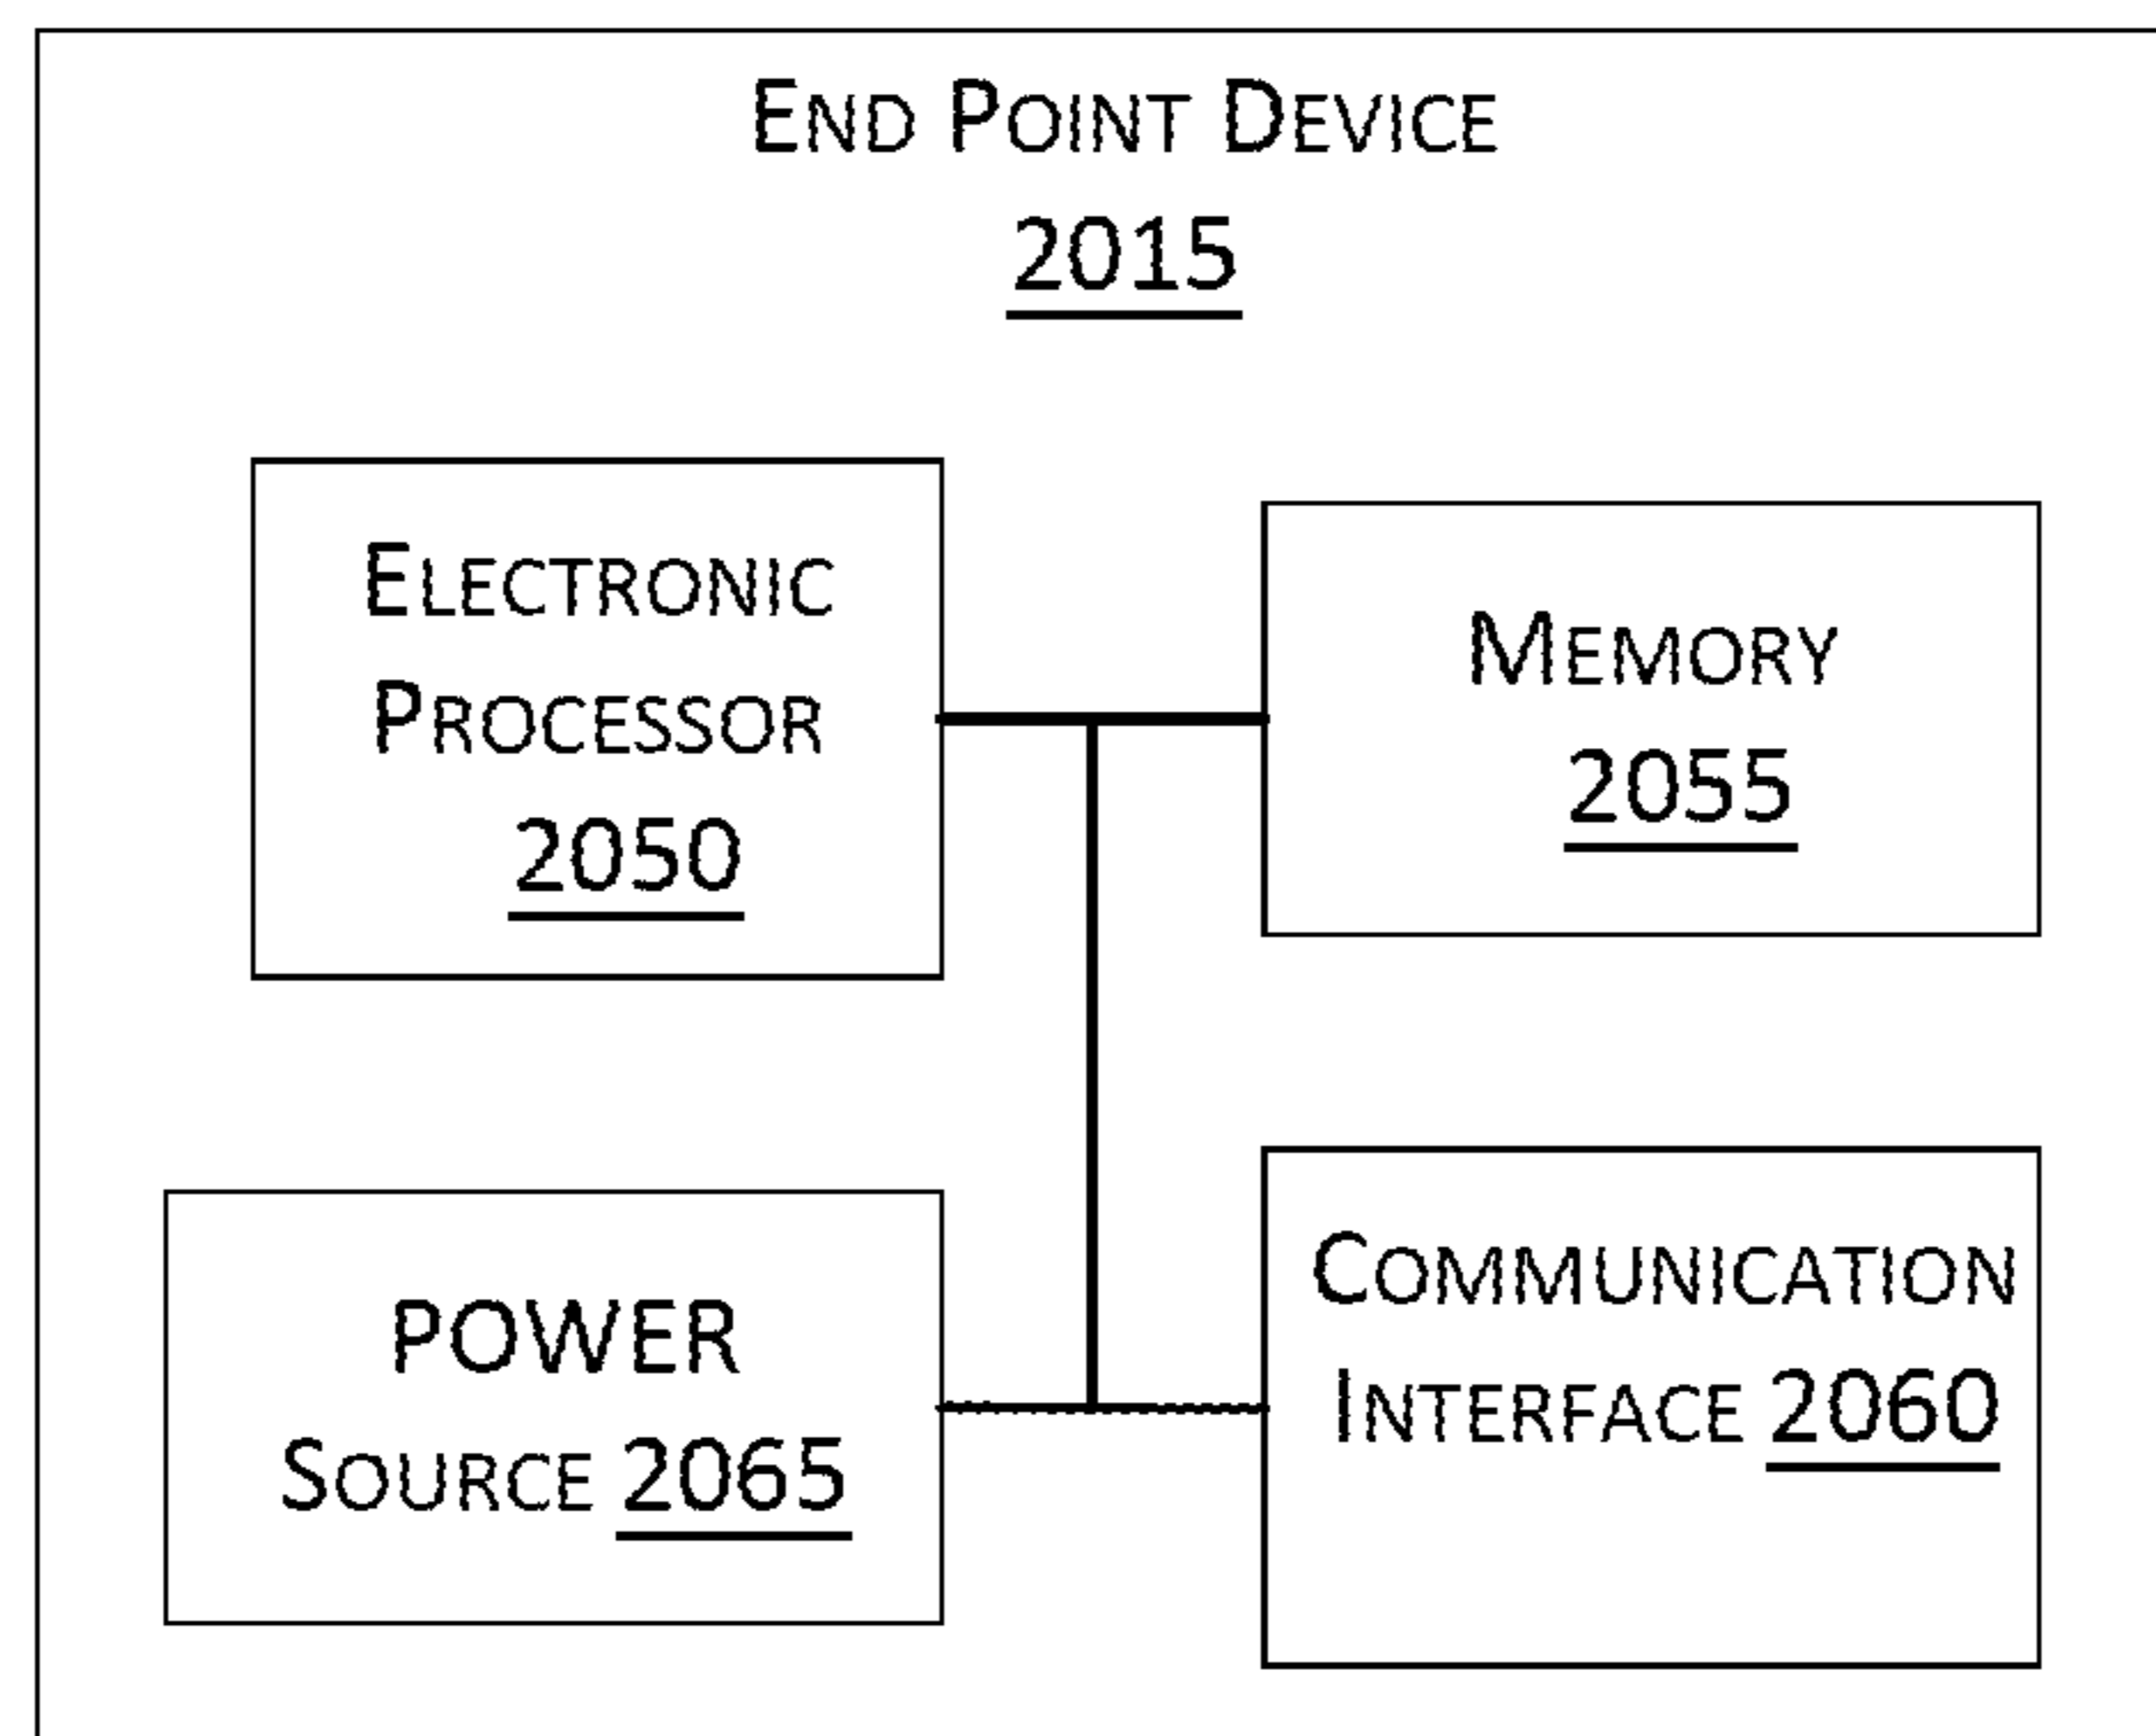 END POINT DEVICE
2015
ELECTRONIC
PROCESSOR
2050
MEMORY
2055
POWER
SOURCE 2065
COMMUNICATION
INTERFACE 2060